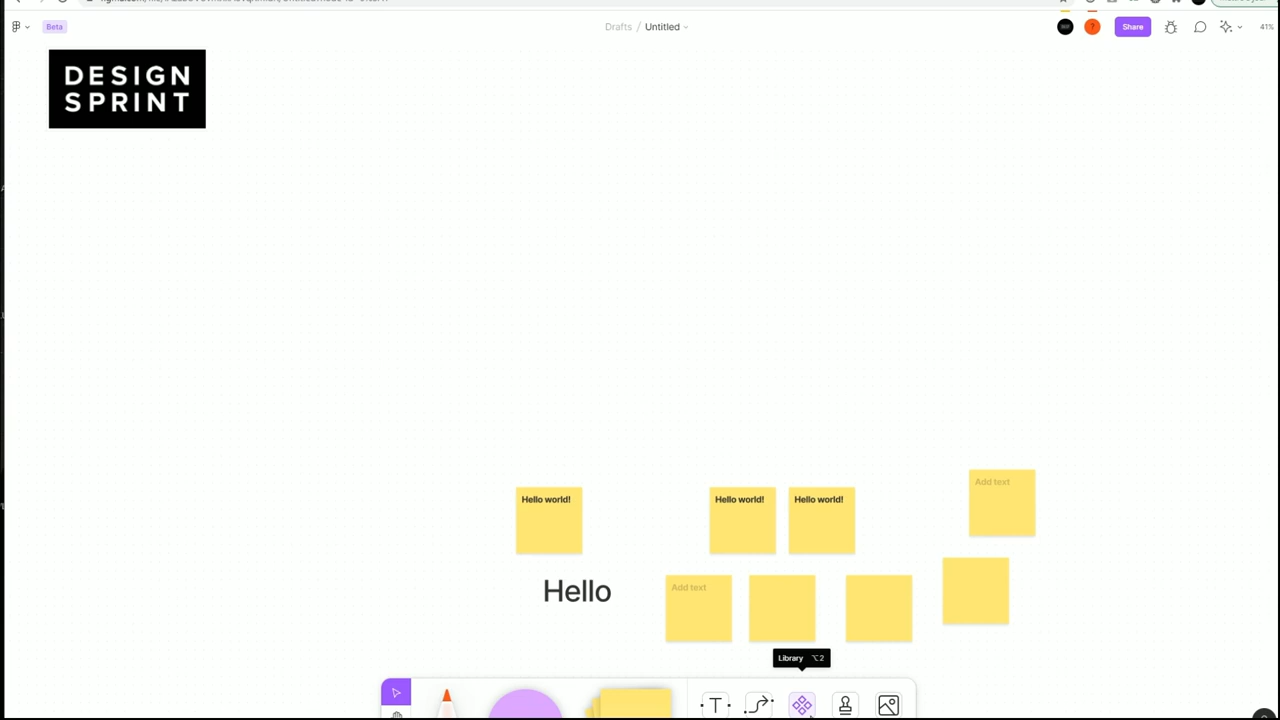 Beta
Drafts / Untitled
Share
41%
DESIGN
SPRINT
Add text
Hello world!
Hello world!
Hello world!
Hello
Add text
Library ⌥2
T